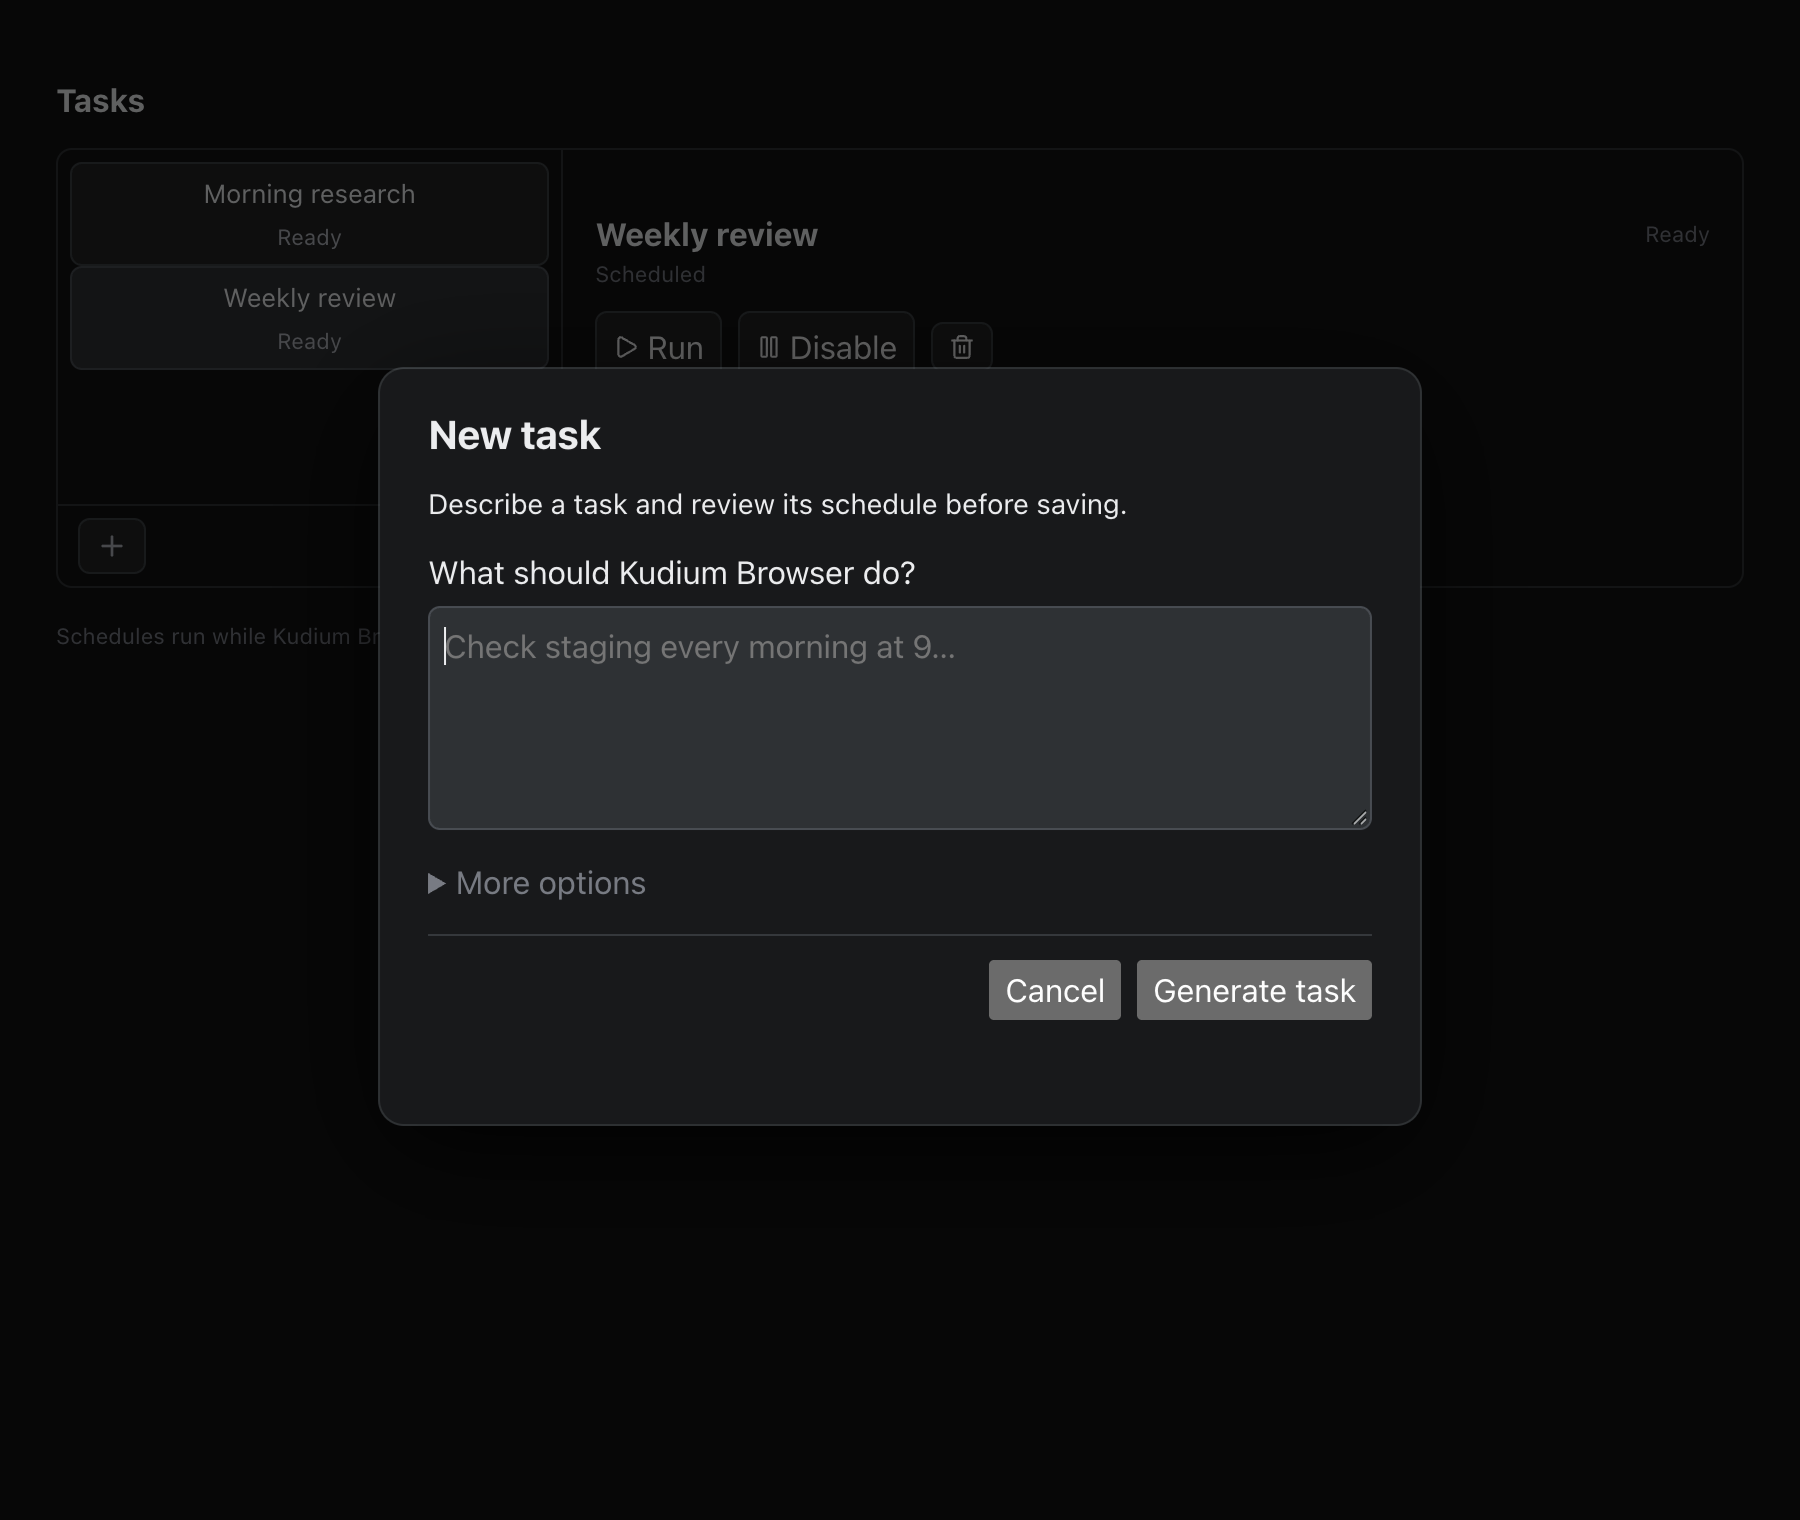 Tasks
Morning research
Ready
Weekly review
Ready
Weekly review
Ready
Scheduled
Run
Disable
New task
Describe a task and review its schedule before saving.
What should Kudium Browser do?
Check staging every morning at 9...
More options
Cancel
Generate task
Schedules run while Kudium